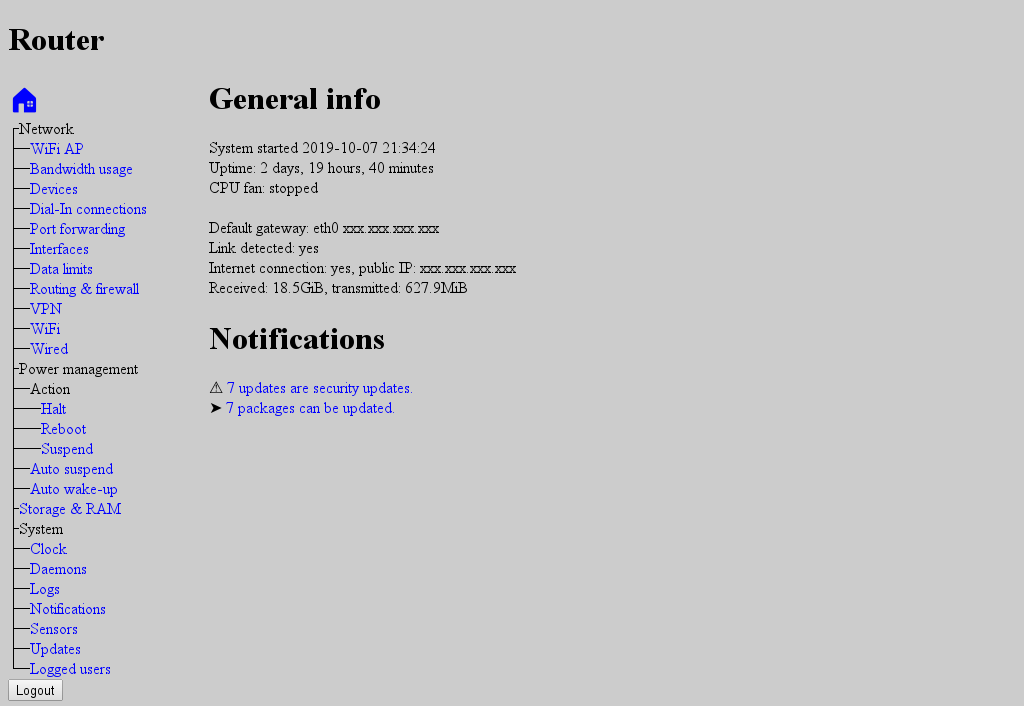 Router
Network
WiFi AP
Bandwidth usage
Devices
Dial-In connections
Port forwarding
Interfaces
Data limits
Routing & firewall
VPN
WiFi
Wired
Power management
Action
Halt
Reboot
Suspend
Auto suspend
Auto wake-up
Storage & RAM
System
Clock
Daemons
Logs
Notifications
Sensors
Updates
Logged users
Logout
General info
System started 2019-10-07 21:34:24
Uptime: 2 days, 19 hours, 40 minutes
CPU fan: stopped
Default gateway: eth0 xxx.xxx.xxx.xxx
Link detected: yes
Internet connection: yes, public IP: xxx.xxx.xxx.xxx
Received: 18.5GiB, transmitted: 627.9MiB
Notifications
⚠ 7 updates are security updates.
➤ 7 packages can be updated.